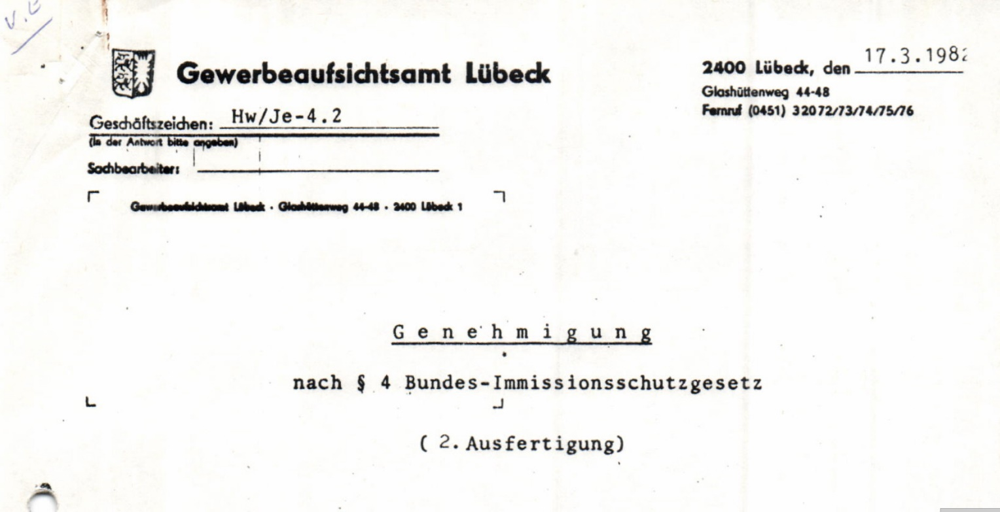 Gewerbeaufsichtsamt Lübeck
2400 Lübeck, den 17.3.1982
Glashüttenweg 44-48
Fernruf (0451) 32072/73/74/75/76
Geschäftszeichen: Hw/Je-4.2
(In der Antwort bitte angeben)
Sachbearbeiter:
Gewerbeaufsichtsamt Lübeck · Glashüttenweg 44-48 · 2400 Lübeck 1
G e n e h m i g u n g
nach § 4 Bundes-Immissionsschutzgesetz
( 2. Ausfertigung)